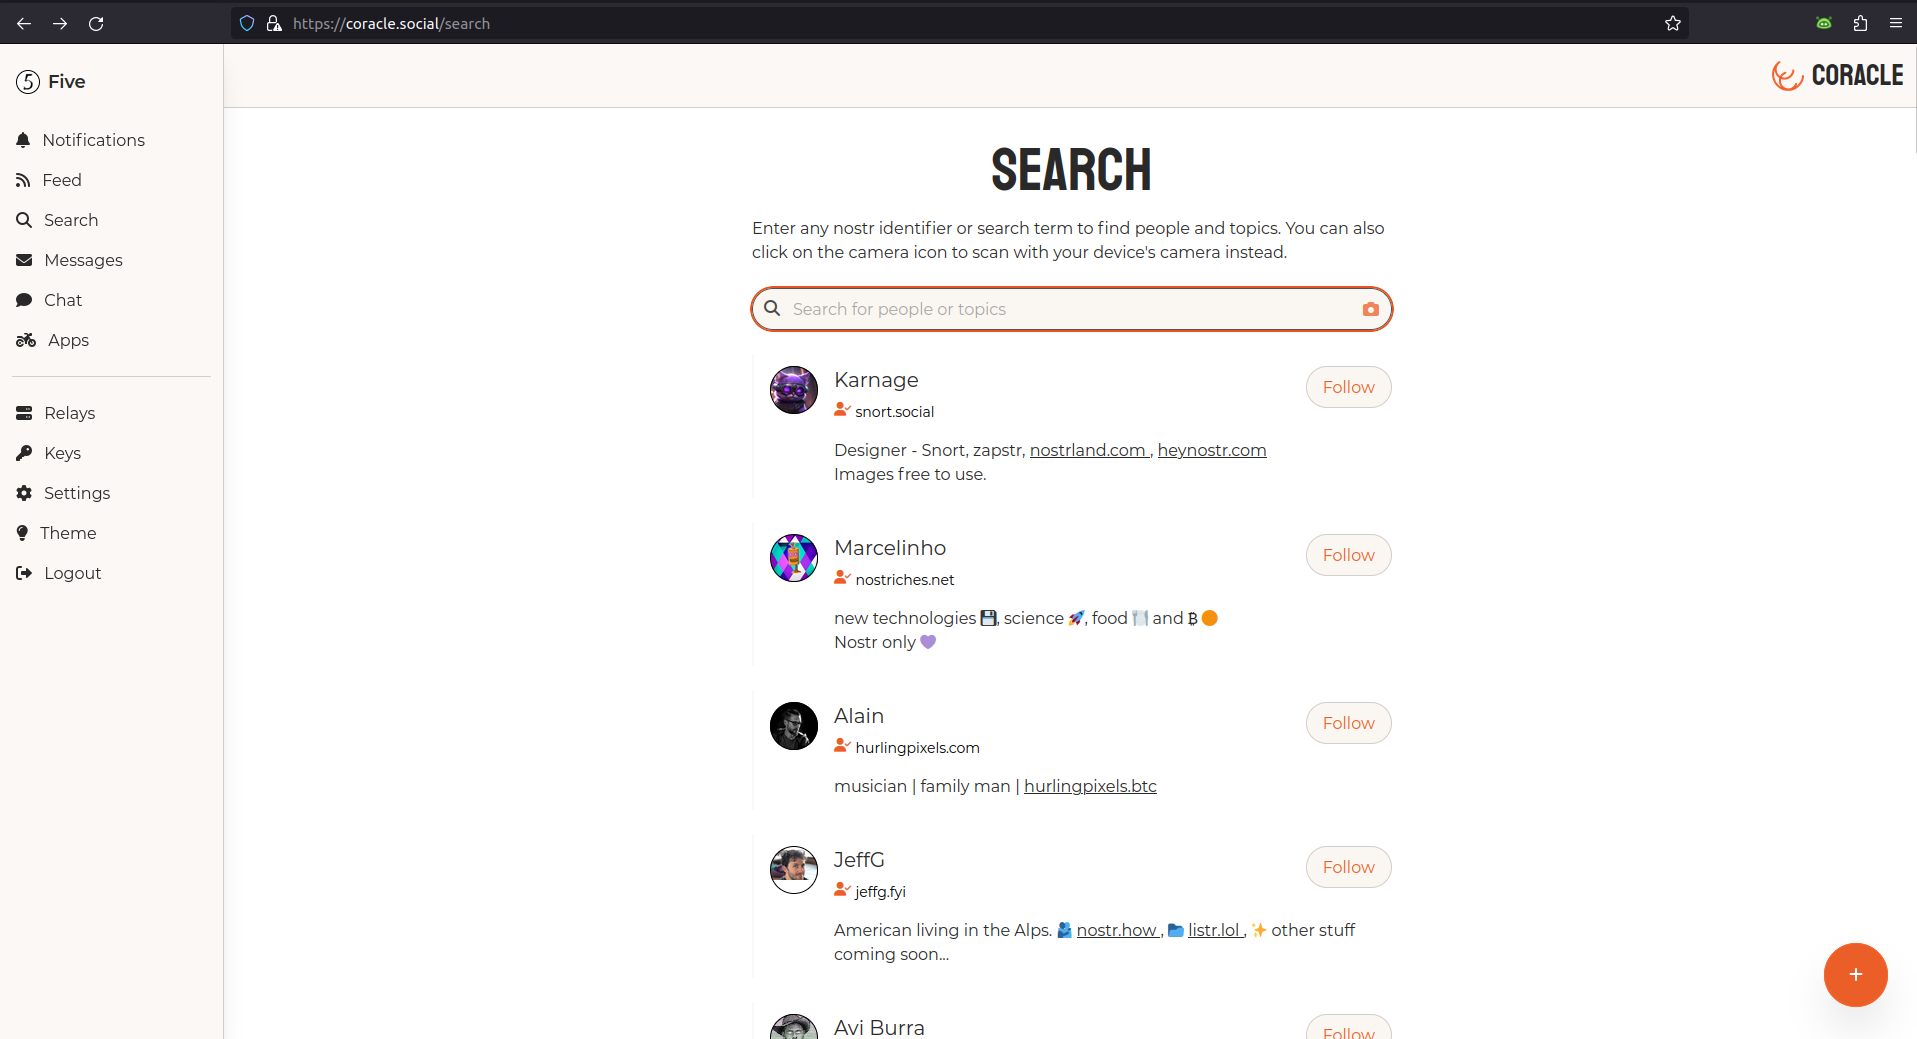 https://coracle.social/search
5 Five
CORACLE
Notifications
Feed
Search
Messages
Chat
Apps
Relays
Keys
Settings
Theme
Logout
SEARCH
Enter any nostr identifier or search term to find people and topics. You can also
click on the camera icon to scan with your device's camera instead.
Search for people or topics
Karnage
Follow
snort.social
Designer - Snort, zapstr, nostrland.com , heynostr.com
Images free to use.
Marcelinho
Follow
nostriches.net
new technologies 💾, science 🚀, food 🍽️ and ₿ 🟠
Nostr only 💜
Alain
Follow
hurlingpixels.com
musician | family man | hurlingpixels.btc
JeffG
Follow
jeffg.fyi
American living in the Alps. 🫂 nostr.how , 📂 listr.lol , ✨ other stuff
coming soon...
Avi Burra
Follow
+